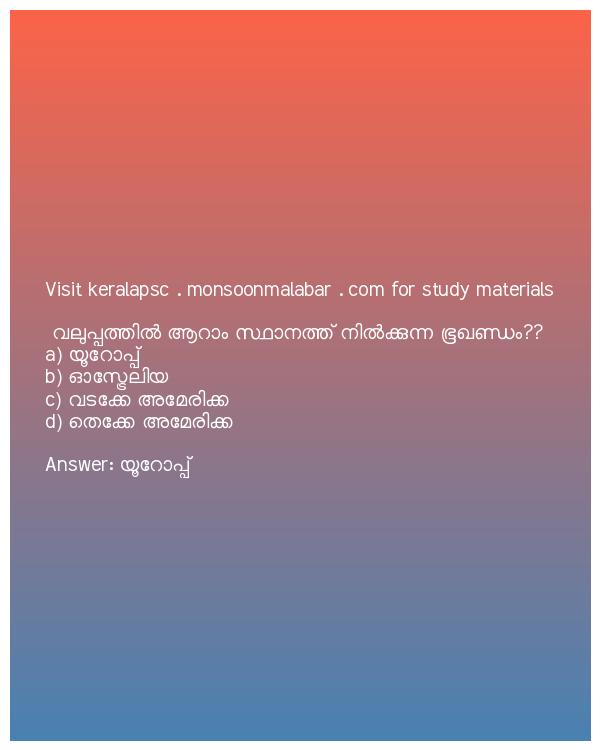 Visit keralapsc . monsoonmalabar . com for study materials
വലുപ്പത്തിൽ ആറാം സ്ഥാനത്ത് നിൽക്കുന്ന ഭൂഖണ്ഡം??
a) യൂറോപ്പ്
b) ഓസ്ട്രേലിയ
c) വടക്കേ അമേരിക്ക
d) തെക്കേ അമേരിക്ക
Answer: യൂറോപ്പ്